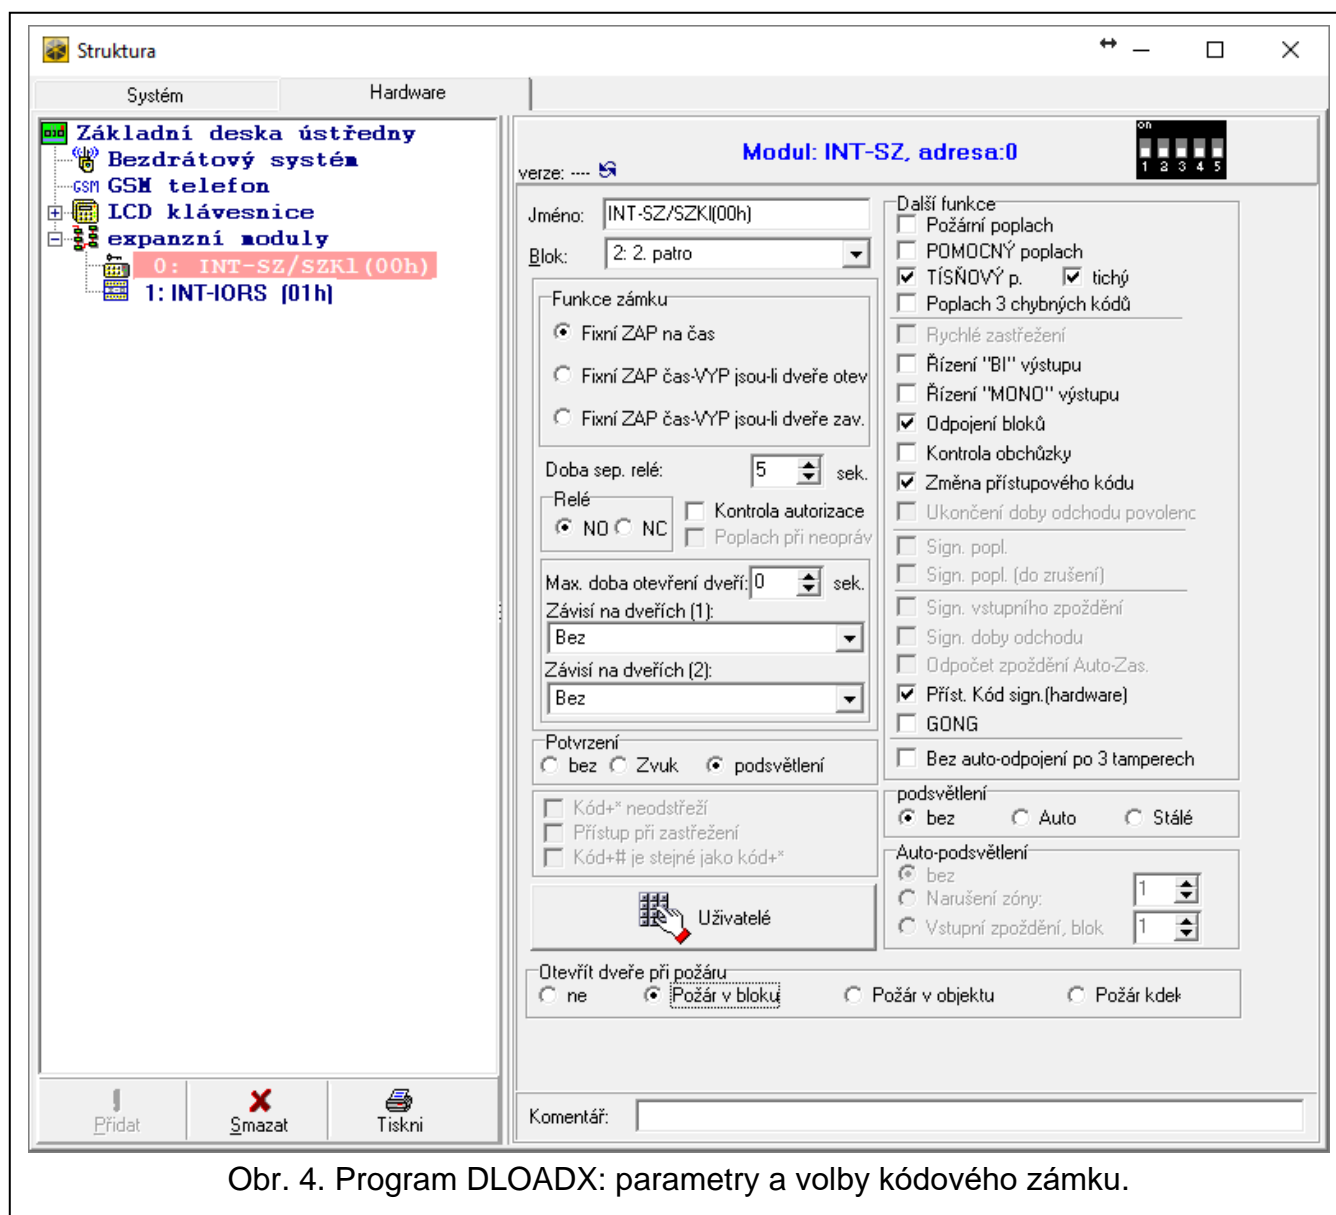 Struktura
Systém
Hardware
Základní deska ústředny
Bezdrátový systém
GSM GSM telefon
LCD klávesnice
expanzní moduly
0: INT-SZ/SZKl(00h)
1: INT-IORS (01h)
Přidat
Smazat
Tiskni
verze: ----
Modul: INT-SZ, adresa:0
on
1 2 3 4 5
Jméno: INT-SZ/SZKl(00h)
Blok: 2: 2. patro
Funkce zámku
Fixní ZAP na čas
Fixní ZAP čas-VYP jsou-li dveře otev
Fixní ZAP čas-VYP jsou-li dveře zav.
Doba sep. relé: 5 sek.
Relé
NO NC
Kontrola autorizace
Poplach při neopráv
Max. doba otevření dveří: 0 sek.
Závisí na dveřích (1):
Bez
Závisí na dveřích (2):
Bez
Potvrzení
bez Zvuk podsvětlení
Kód+* neodstřeží
Přístup při zastřežení
Kód+# je stejné jako kód+*
Uživatelé
Další funkce
Požární poplach
POMOCNÝ poplach
TÍSŇOVÝ p. tichý
Poplach 3 chybných kódů
Rychlé zastřežení
Řízení "BI" výstupu
Řízení "MONO" výstupu
Odpojení bloků
Kontrola obchůzky
Změna přístupového kódu
Ukončení doby odchodu povolenc
Sign. popl.
Sign. popl. (do zrušení)
Sign. vstupního zpoždění
Sign. doby odchodu
Odpočet zpoždění Auto-Zas.
Příst. Kód sign.(hardware)
GONG
Bez auto-odpojení po 3 tamperech
podsvětlení
bez Auto Stálé
Auto-podsvětlení
bez
Narušení zóny: 1
Vstupní zpoždění, blok 1
Otevřít dveře při požáru
ne Požár v bloku Požár v objektu Požár kdek
Komentář:
Obr. 4. Program DLOADX: parametry a volby kódového zámku.